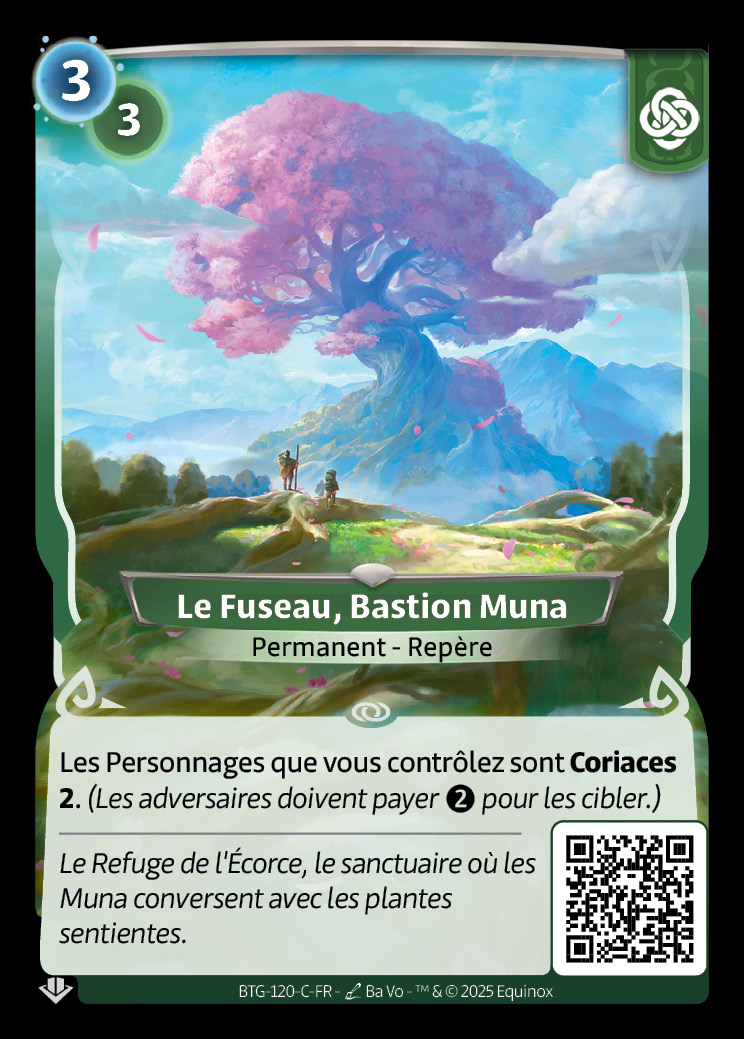 3
3
Le Fuseau, Bastion Muna
Permanent - Repère
Les Personnages que vous contrôlez sont Coriaces
2. (Les adversaires doivent payer 2 pour les cibler.)
Le Refuge de l'Écorce, le sanctuaire où les
Muna conversent avec les plantes
sentientes.
BTG-120-C-FR - Ba Vo - ™ & © 2025 Equinox